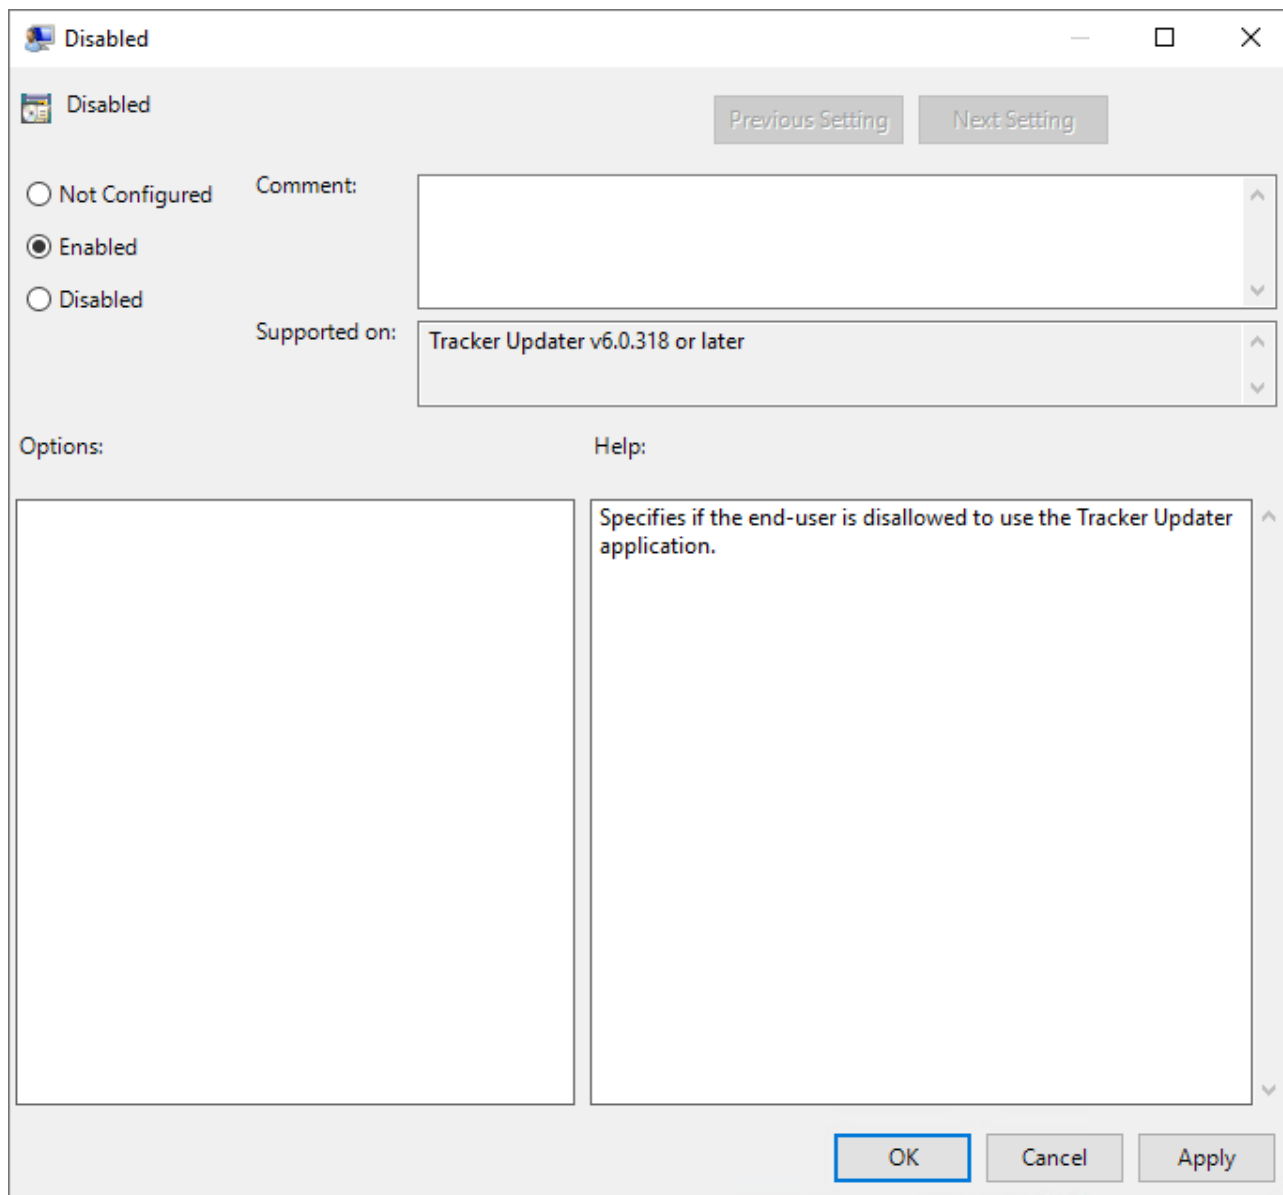 Disabled
Disabled
Previous Setting
Next Setting
Not Configured
Comment:
Enabled
Disabled
Supported on:
Tracker Updater v6.0.318 or later
Options:
Help:
Specifies if the end-user is disallowed to use the Tracker Updater
application.
OK
Cancel
Apply